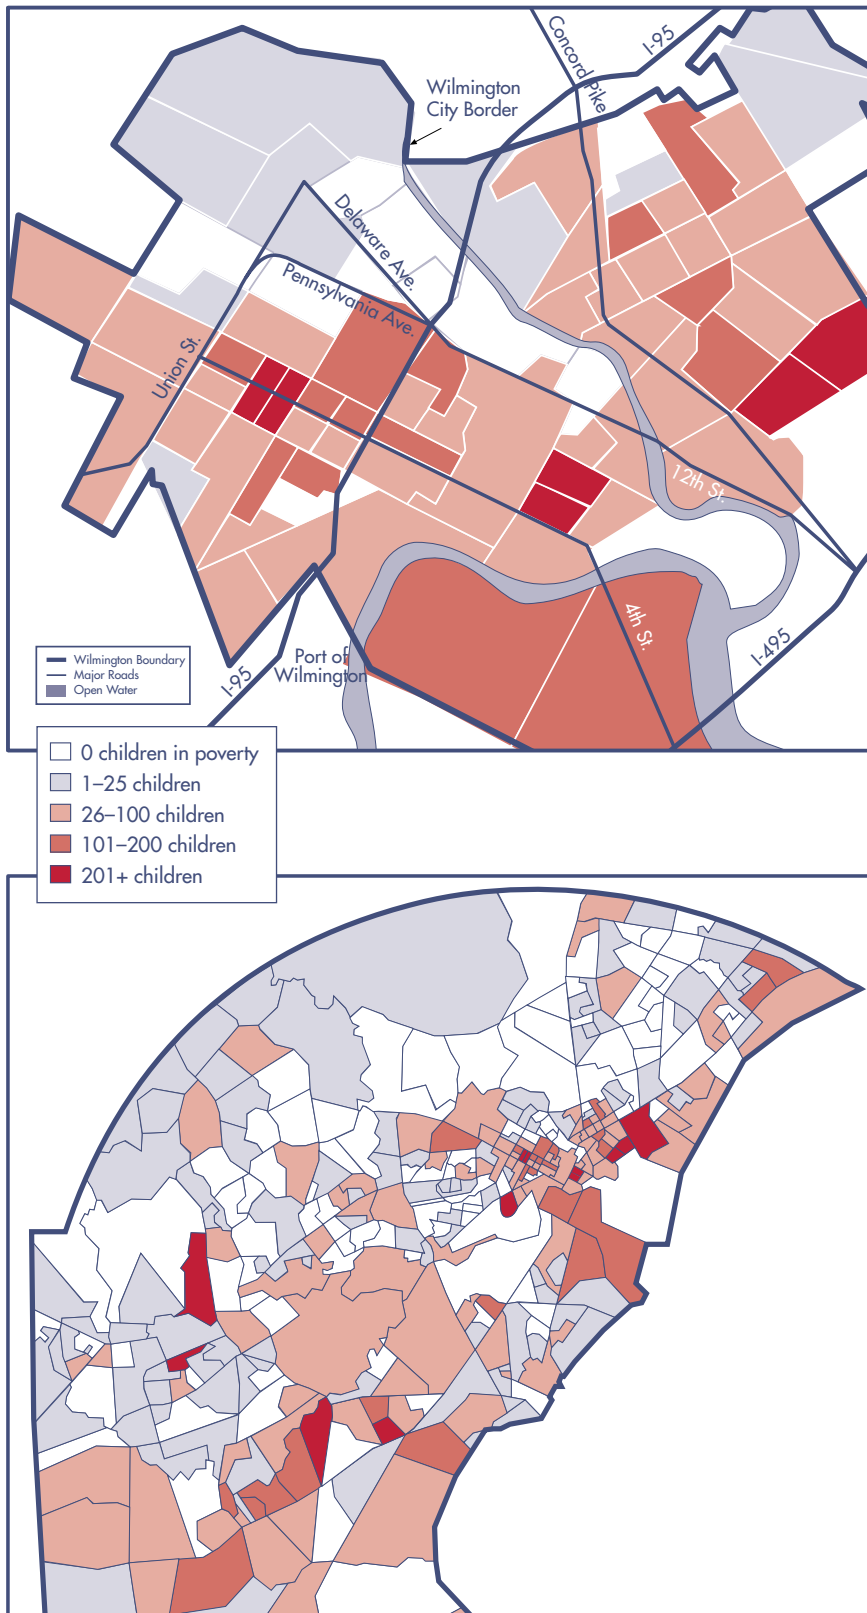 Concord Pike
I-95
Wilmington
City Border
Delaware Ave.
Pennsylvania Ave.
Union St.
12th St.
4th St.
I-495
Port of
Wilmington
I-95
Wilmington Boundary
Major Roads
Open Water
0 children in poverty
1–25 children
26–100 children
101–200 children
201+ children